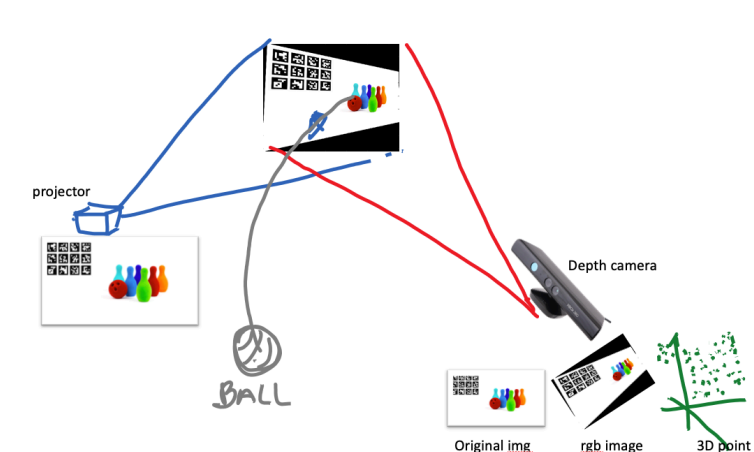 projector
Depth camera
BALL
Original img
rgb image
3D point